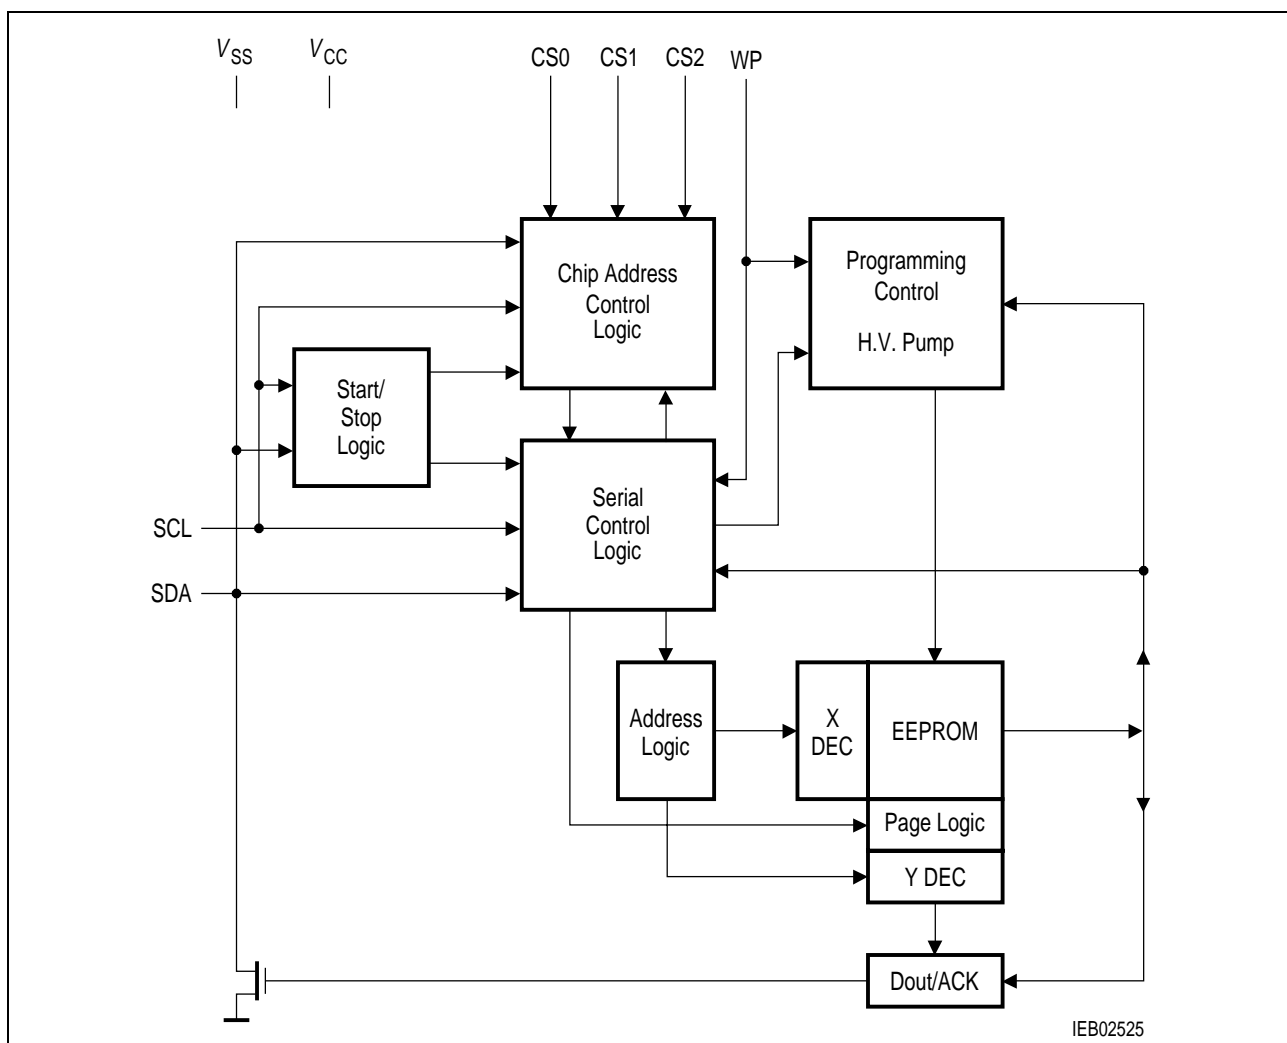 VSS VCC CS0 CS1 CS2 WP
Chip Address
Control
Logic
Programming
Control
H.V. Pump
Start/
Stop
Logic
Serial
Control
Logic
SCL
SDA
Address
Logic
X
DEC
EEPROM
Page Logic
Y DEC
Dout/ACK
IEB02525